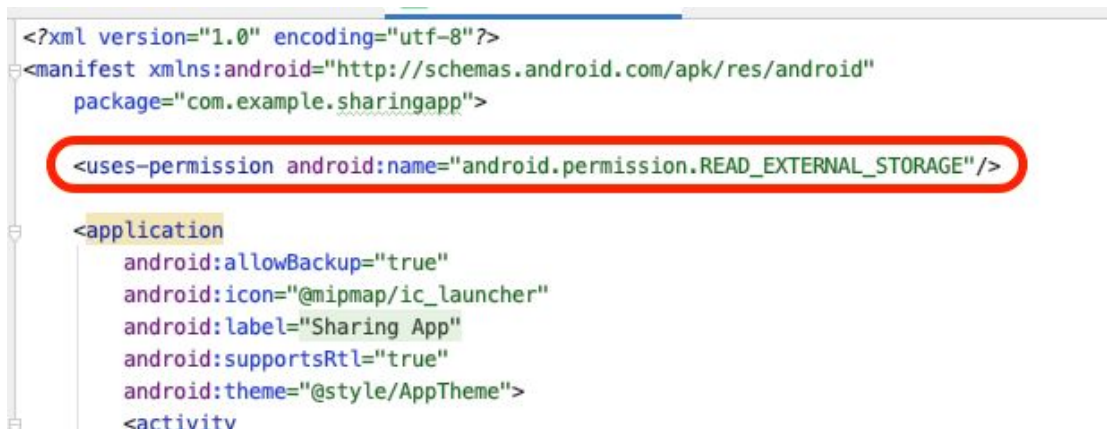 <?xml version="1.0" encoding="utf-8"?>
<manifest xmlns:android="http://schemas.android.com/apk/res/android"
package="com.example.sharingapp">
<uses-permission android:name="android.permission.READ_EXTERNAL_STORAGE"/>
<application
android:allowBackup="true"
android:icon="@mipmap/ic_launcher"
android:label="Sharing App"
android:supportsRtl="true"
android:theme="@style/AppTheme">
<activity